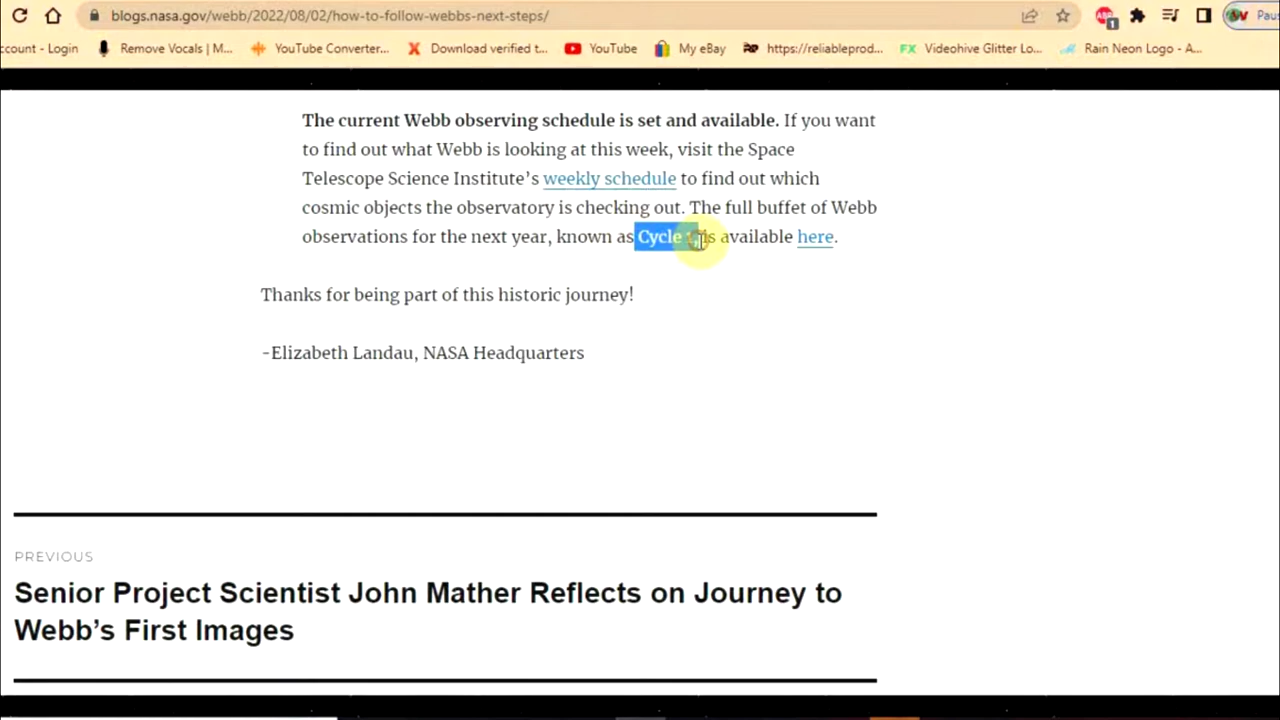 blogs.nasa.gov/webb/2022/08/02/how-to-follow-webbs-next-steps/
ccount - Login Remove Vocals | M... YouTube Converter... Download verified t... YouTube My eBay https://reliableprod... Videohive Glitter Lo... Rain Neon Logo - A...
The current Webb observing schedule is set and available. If you want
to find out what Webb is looking at this week, visit the Space
Telescope Science Institute's weekly schedule to find out which
cosmic objects the observatory is checking out. The full buffet of Webb
observations for the next year, known as Cycle is available here.
Thanks for being part of this historic journey!
-Elizabeth Landau, NASA Headquarters
PREVIOUS
Senior Project Scientist John Mather Reflects on Journey to
Webb's First Images